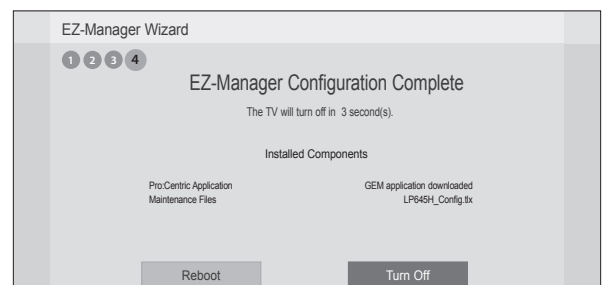 EZ-Manager Wizard
1 2 3 4
EZ-Manager Configuration Complete
The TV will turn off in 3 second(s).
Installed Components
Pro:Centric Application GEM application downloaded
Maintenance Files LP645H_Config.tlx
Reboot Turn Off